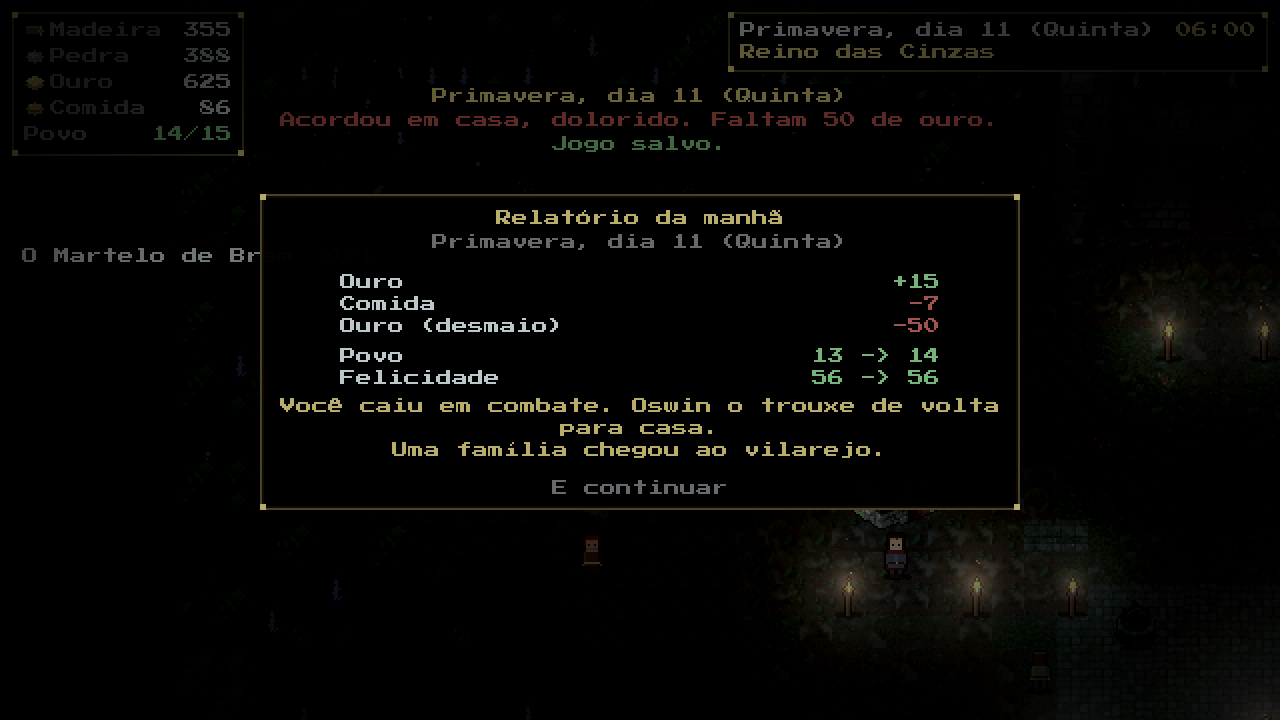 Madeira 355
Pedra 388
Ouro 625
Comida 86
Povo 14/15
Primavera, dia 11 (Quinta) 06:00
Reino das Cinzas
Primavera, dia 11 (Quinta)
Acordou em casa, dolorido. Faltam 50 de ouro.
Jogo salvo.
O Martelo de Bram
Relatório da manhã
Primavera, dia 11 (Quinta)
Ouro +15
Comida -7
Ouro (desmaio) -50
Povo 13 -> 14
Felicidade 56 -> 56
Você caiu em combate. Oswin o trouxe de volta
para casa.
Uma família chegou ao vilarejo.
E continuar